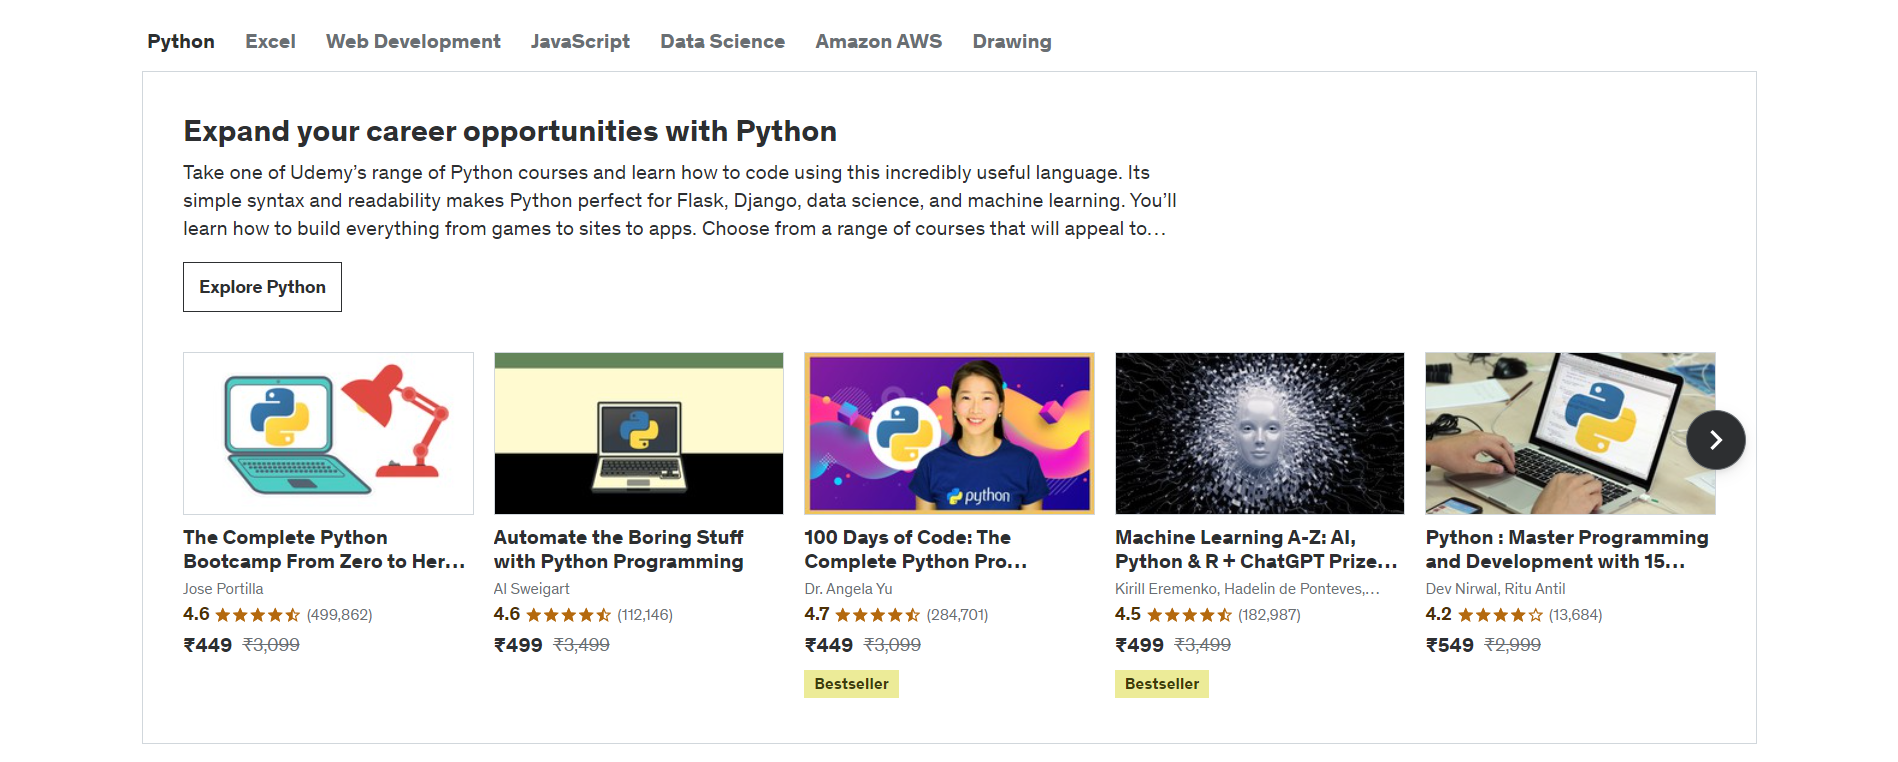 Python Excel Web Development JavaScript Data Science Amazon AWS Drawing
Expand your career opportunities with Python
Take one of Udemy’s range of Python courses and learn how to code using this incredibly useful language. Its
simple syntax and readability makes Python perfect for Flask, Django, data science, and machine learning. You’ll
learn how to build everything from games to sites to apps. Choose from a range of courses that will appeal to…
Explore Python
python
The Complete Python
Bootcamp From Zero to Her…
Jose Portilla
4.6 (499,862)
₹449 ₹3,099
Automate the Boring Stuff
with Python Programming
Al Sweigart
4.6 (112,146)
₹499 ₹3,499
100 Days of Code: The
Complete Python Pro…
Dr. Angela Yu
4.7 (284,701)
₹449 ₹3,099
Bestseller
Machine Learning A-Z: AI,
Python & R + ChatGPT Prize…
Kirill Eremenko, Hadelin de Ponteves,…
4.5 (182,987)
₹499 ₹3,499
Bestseller
Python : Master Programming
and Development with 15…
Dev Nirwal, Ritu Antil
4.2 (13,684)
₹549 ₹2,999